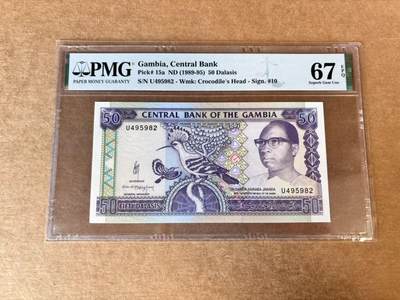 PMG
PAPER MONEY GUARANTY
Gambia, Central Bank
Pick# 15a ND (1989-95) 50 Dalasis
S/N U495982 - Wmk: Crocodile's Head - Sign. #10
67 EPQ
Superb Gem Unc
50
CENTRAL BANK OF THE GAMBIA
50
U495982
U495982
50
FIFTY DALASIS
50